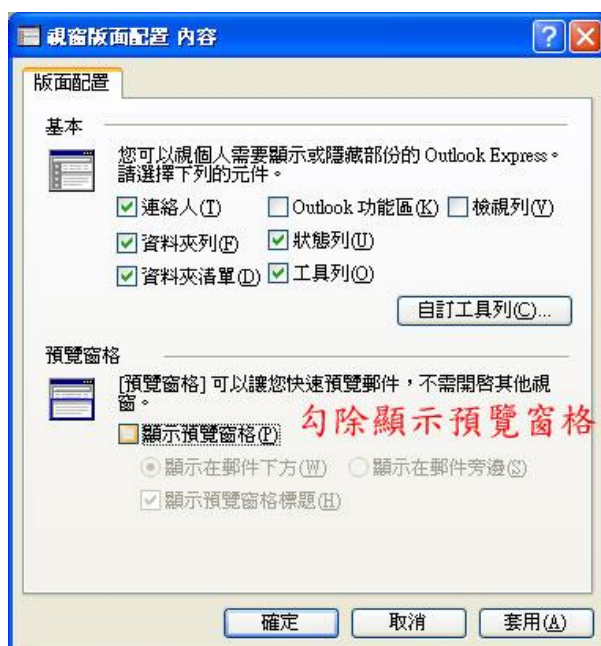 視窗版面配置 內容
版面配置
基本
您可以視個人需要顯示或隱藏部份的 Outlook Express。
請選擇下列的元件。
連絡人(T) Outlook 功能區(K) 檢視列(V)
資料夾列(F) 狀態列(U)
資料夾清單(D) 工具列(O)
自訂工具列(C)...
預覽窗格
[預覽窗格] 可以讓您快速預覽郵件，不需開啓其他視
窗。
勾除顯示預覽窗格
顯示預覽窗格(P)
顯示在郵件下方(W) 顯示在郵件旁邊(S)
顯示預覽窗格標題(H)
確定 取消 套用(A)